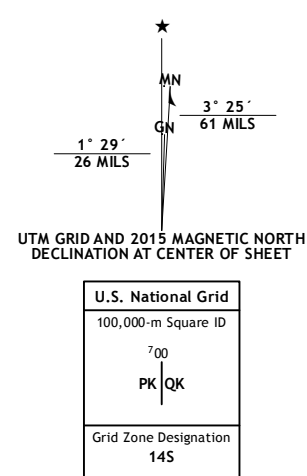 ★
MN
GN
3° 25´
61 MILS
1° 29´
26 MILS
UTM GRID AND 2015 MAGNETIC NORTH
DECLINATION AT CENTER OF SHEET
U.S. National Grid
100,000-m Square ID
⁷00
PK QK
Grid Zone Designation
14S